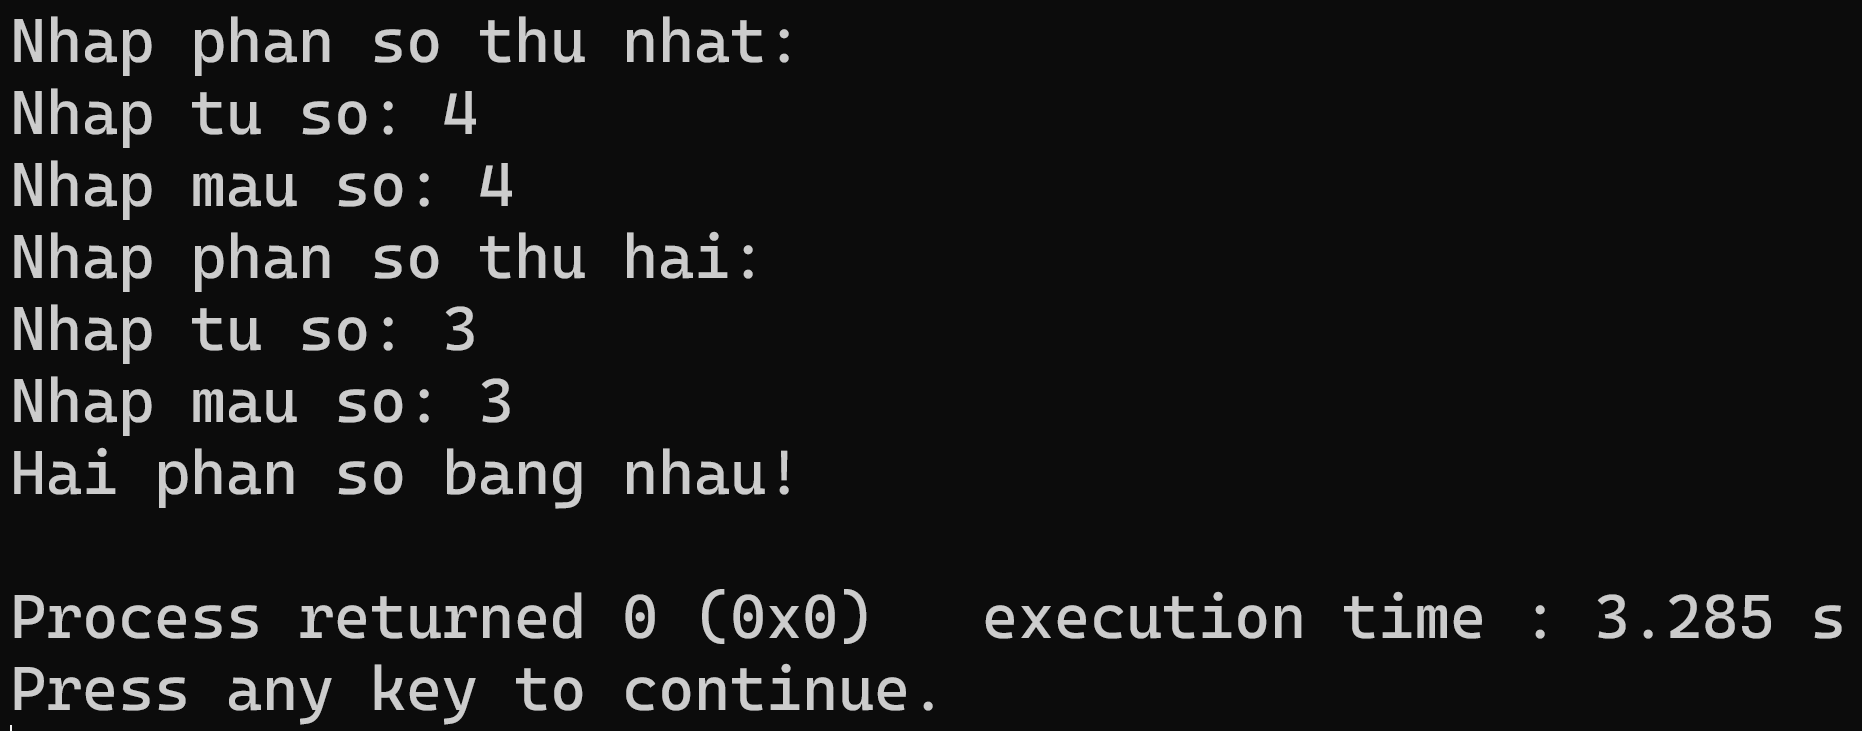 Nhap phan so thu nhat:
Nhap tu so: 4
Nhap mau so: 4
Nhap phan so thu hai:
Nhap tu so: 3
Nhap mau so: 3
Hai phan so bang nhau!
Process returned 0 (0x0)   execution time : 3.285 s
Press any key to continue.